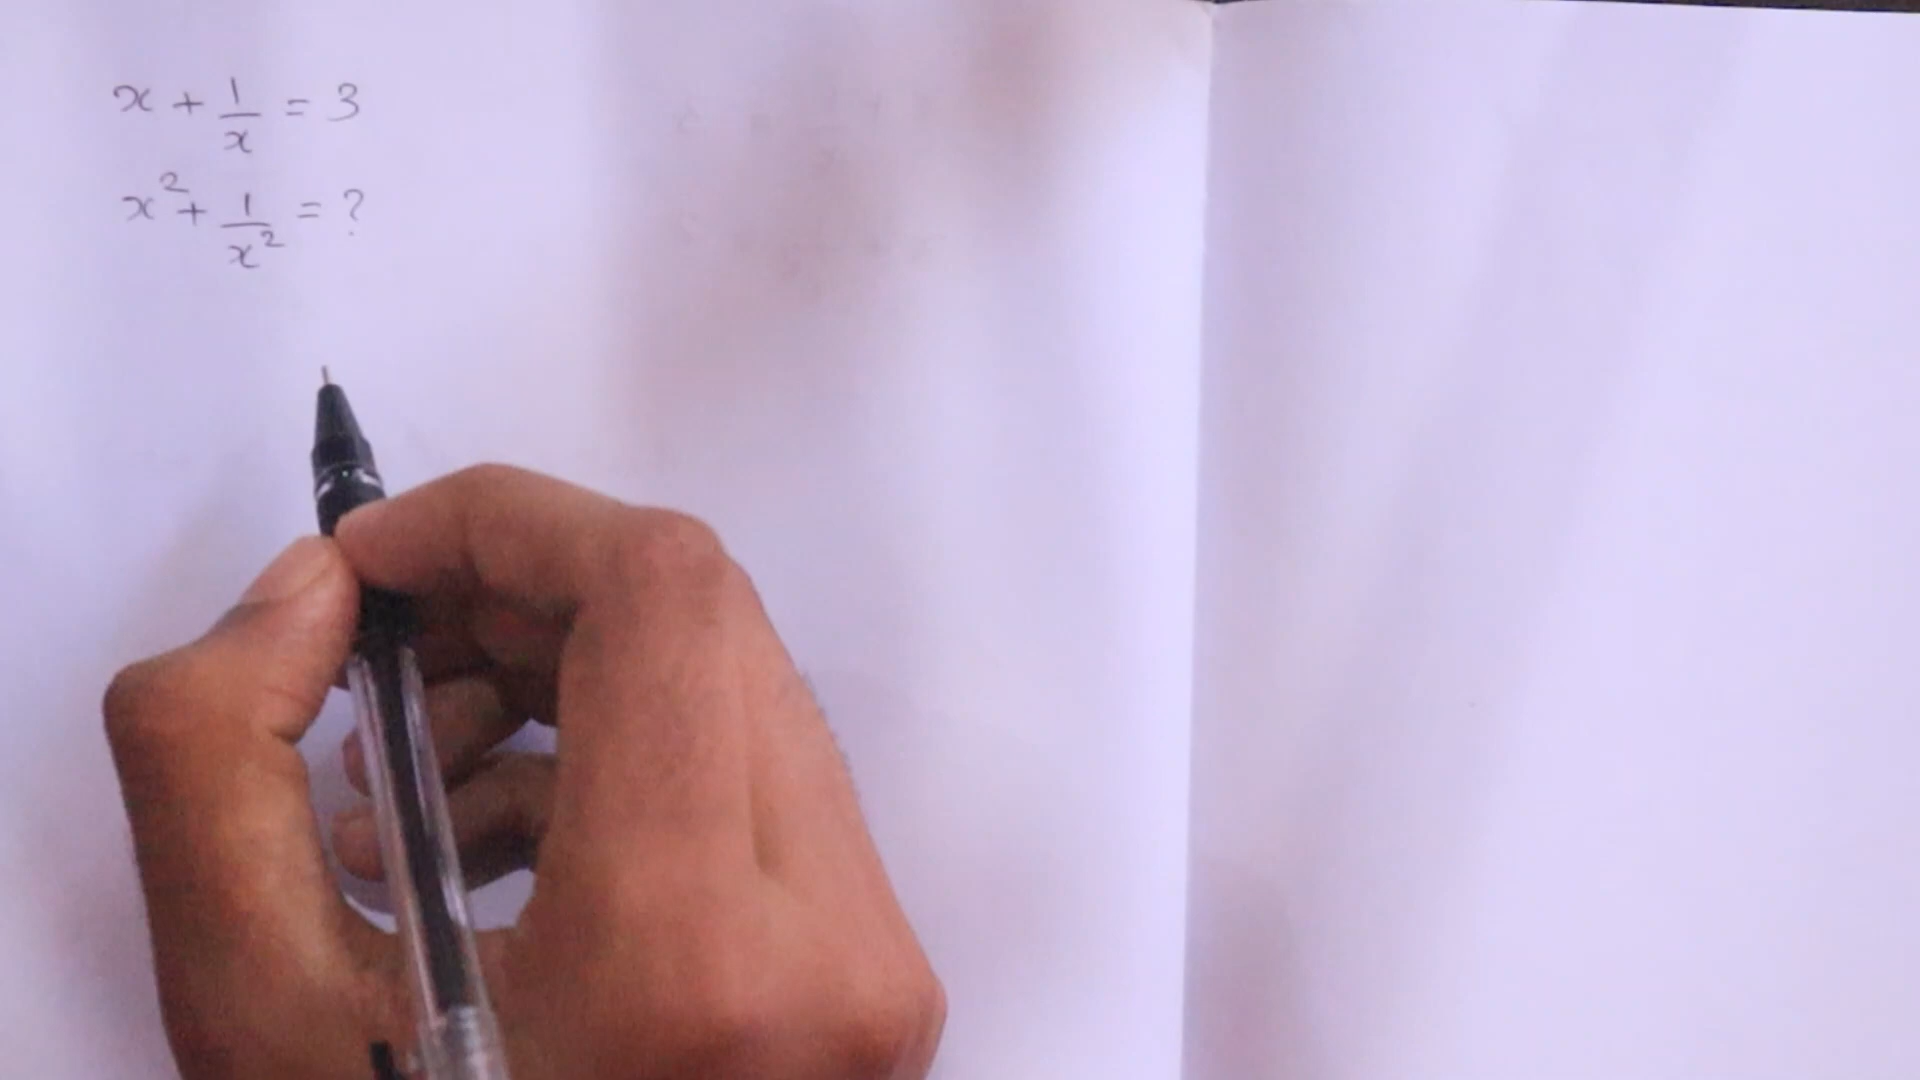 x + 1/x = 3
x² + 1/x² = ?